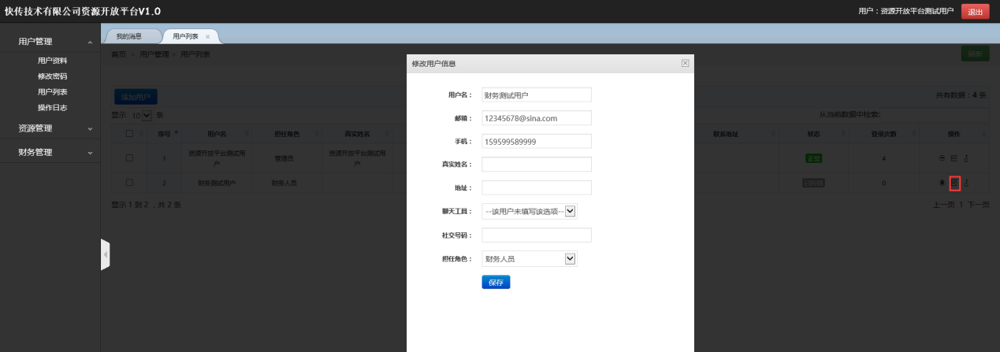 快传技术有限公司资源开放平台V1.0
用户：资源开放平台测试用户 退出
用户管理
用户资料
修改密码
用户列表
操作日志
资源管理
财务管理
我的消息 用户列表 ×
首页 > 用户管理 > 用户列表
刷新
添加用户
共有数据：4 条
显示 10 条
从当前数据中检索:
序号 用户名 担任角色 真实姓名 联系地址 状态 登录次数 操作
1 资源开放平台测试用户 管理员 资源开放平台测试用户 正常 4
2 财务测试用户 财务人员 0
显示 1 到 2 ，共 2 条
上一页 1 下一页
修改用户信息
用户名： 财务测试用户
邮箱： 12345678@sina.com
手机： 159599589999
真实姓名：
地址：
聊天工具： --该用户未填写该选项--
社交号码：
担任角色： 财务人员
保存